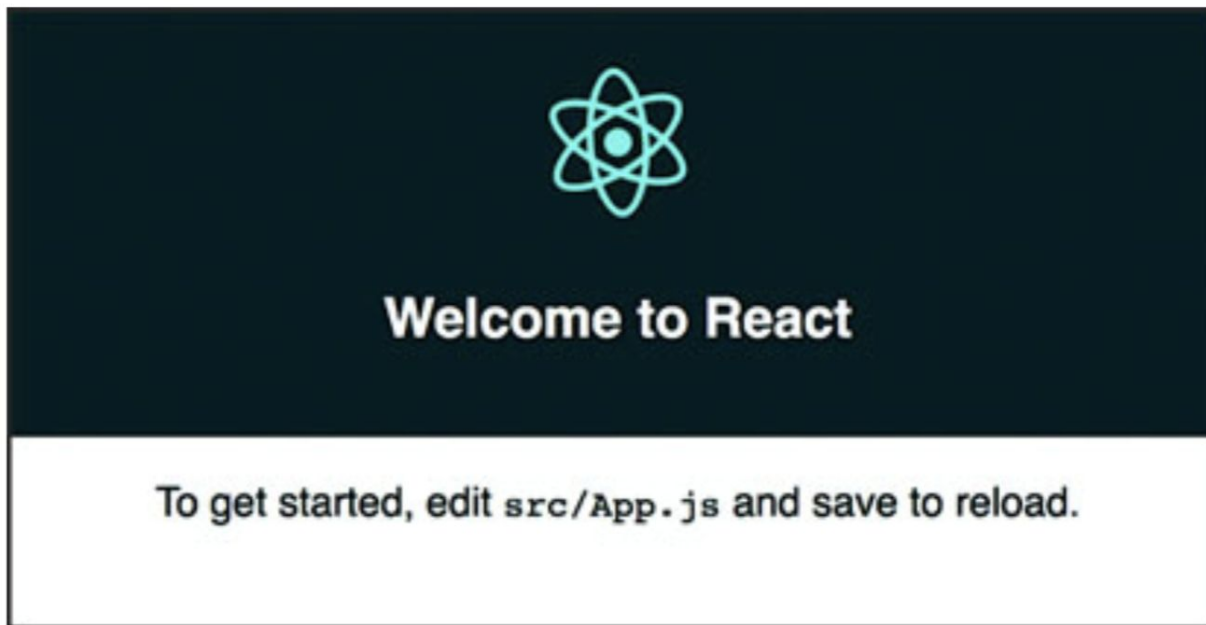 Welcome to React
To get started, edit src/App.js and save to reload.